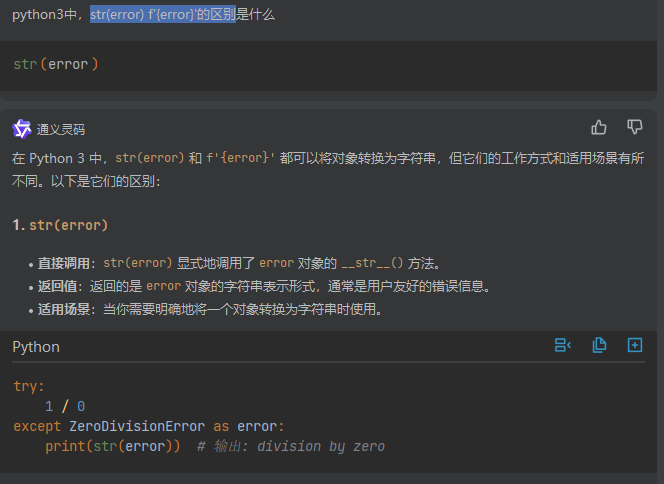 python3中，str(error) f'{error}'的区别是什么
str(error)
通义灵码
在 Python 3 中，str(error) 和 f'{error}' 都可以将对象转换为字符串，但它们的工作方式和适用场景有所
不同。以下是它们的区别：
1. str(error)
• 直接调用：str(error) 显式地调用了 error 对象的 __str__() 方法。
• 返回值：返回的是 error 对象的字符串表示形式，通常是用户友好的错误信息。
• 适用场景：当你需要明确地将一个对象转换为字符串时使用。
Python
try:
    1 / 0
except ZeroDivisionError as error:
    print(str(error))  # 输出: division by zero